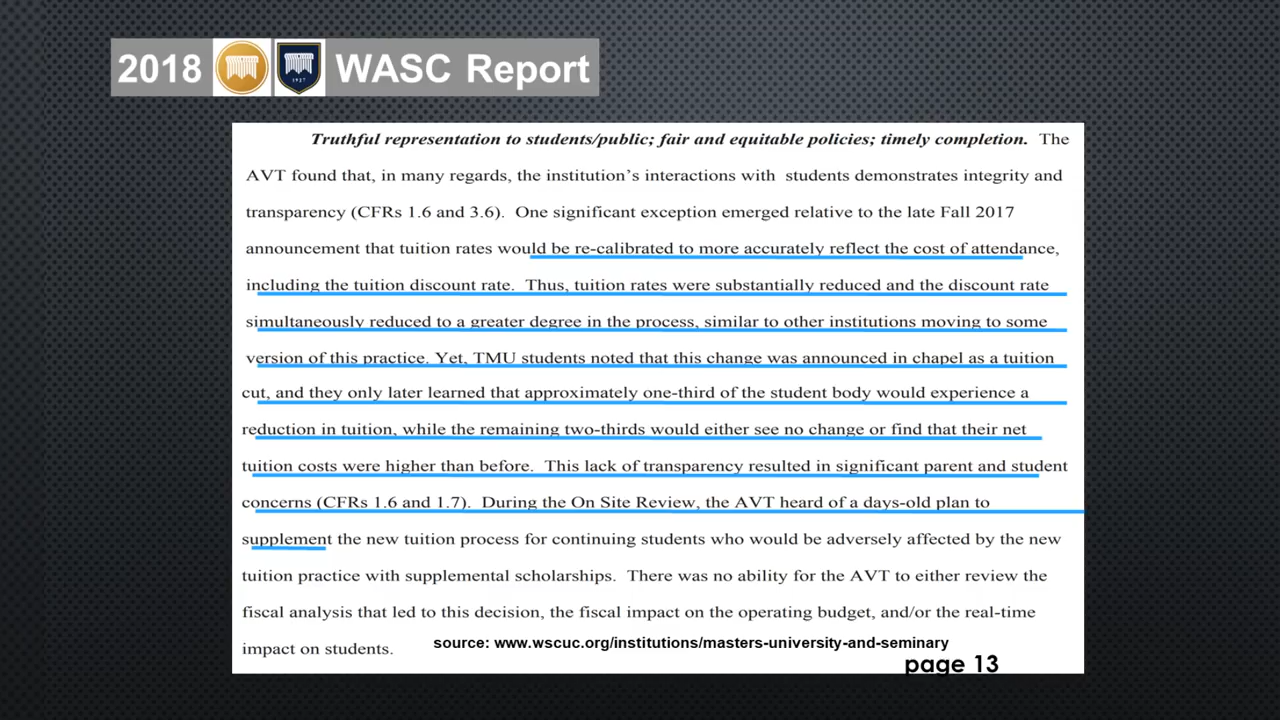 2018 WASC Report
1927
Truthful representation to students/public; fair and equitable policies; timely completion. The
AVT found that, in many regards, the institution's interactions with students demonstrates integrity and
transparency (CFRs 1.6 and 3.6). One significant exception emerged relative to the late Fall 2017
announcement that tuition rates would be re-calibrated to more accurately reflect the cost of attendance,
including the tuition discount rate. Thus, tuition rates were substantially reduced and the discount rate
simultaneously reduced to a greater degree in the process, similar to other institutions moving to some
version of this practice. Yet, TMU students noted that this change was announced in chapel as a tuition
cut, and they only later learned that approximately one-third of the student body would experience a
reduction in tuition, while the remaining two-thirds would either see no change or find that their net
tuition costs were higher than before. This lack of transparency resulted in significant parent and student
concerns (CFRs 1.6 and 1.7). During the On Site Review, the AVT heard of a days-old plan to
supplement the new tuition process for continuing students who would be adversely affected by the new
tuition practice with supplemental scholarships. There was no ability for the AVT to either review the
fiscal analysis that led to this decision, the fiscal impact on the operating budget, and/or the real-time
impact on students.
source: www.wscuc.org/institutions/masters-university-and-seminary
page 13